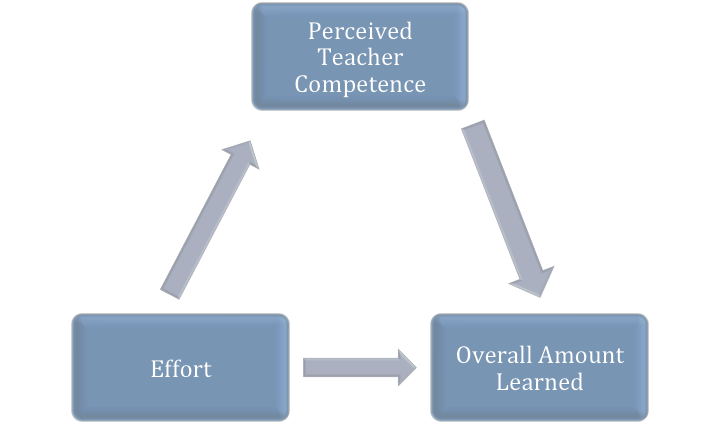 Perceived
Teacher
Competence
Effort
Overall Amount
Learned